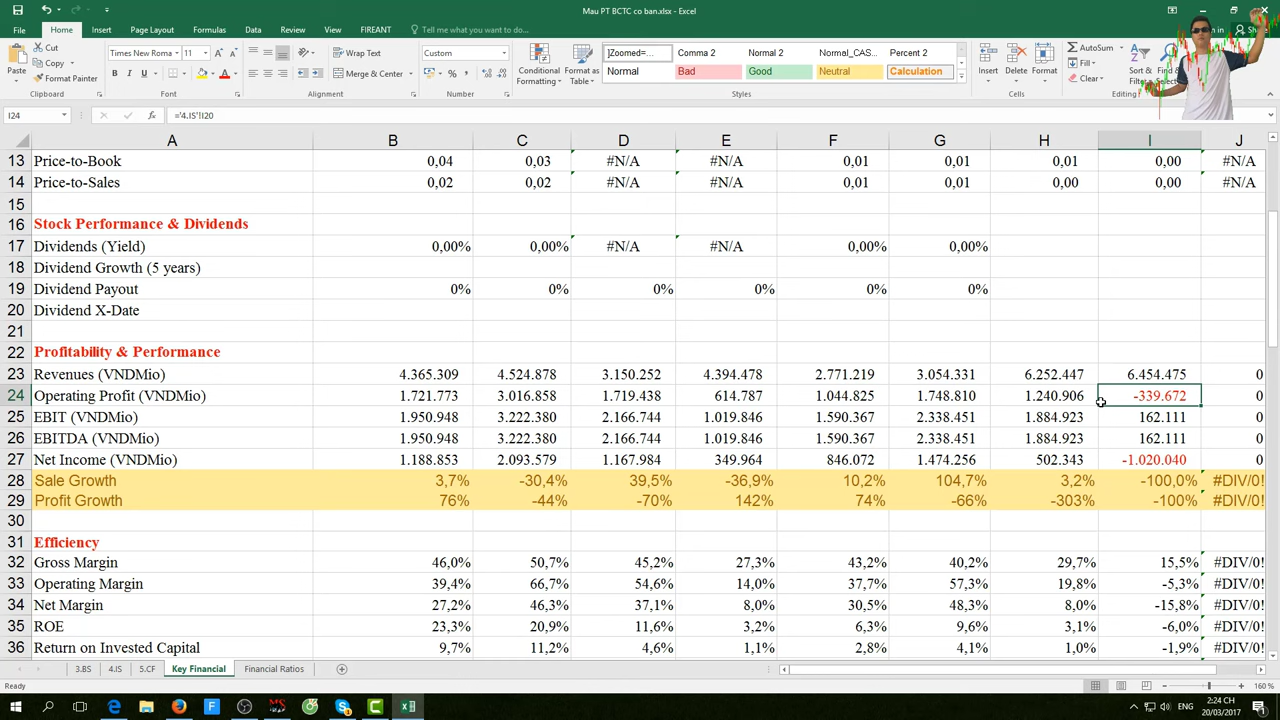 Mau PT BCTC co ban.xlsx - Excel
File Home Insert Page Layout Formulas Data Review View FIREANT Tell me what you want to do...
Cut
Copy
Format Painter
Paste
Clipboard
Times New Roma 11
Font
Wrap Text
Merge & Center
Alignment
Custom
Number
Conditional Formatting
Format as Table
]Zoomed=... Comma 2 Normal 2 Normal_CAS... Percent 2
Normal Bad Good Neutral Calculation
Styles
Insert Delete Format
Cells
AutoSum
Fill
Clear
Editing
I24 ='4.IS'!I20
A B C D E F G H I J
13 Price-to-Book 0,04 0,03 #N/A #N/A 0,01 0,01 0,01 0,00 #N/A
14 Price-to-Sales 0,02 0,02 #N/A #N/A 0,01 0,01 0,00 0,00 #N/A
15
16 Stock Performance & Dividends
17 Dividends (Yield) 0,00% 0,00% #N/A #N/A 0,00% 0,00%
18 Dividend Growth (5 years)
19 Dividend Payout 0% 0% 0% 0% 0% 0%
20 Dividend X-Date
21
22 Profitability & Performance
23 Revenues (VNDMio) 4.365.309 4.524.878 3.150.252 4.394.478 2.771.219 3.054.331 6.252.447 6.454.475 0
24 Operating Profit (VNDMio) 1.721.773 3.016.858 1.719.438 614.787 1.044.825 1.748.810 1.240.906 -339.672 0
25 EBIT (VNDMio) 1.950.948 3.222.380 2.166.744 1.019.846 1.590.367 2.338.451 1.884.923 162.111 0
26 EBITDA (VNDMio) 1.950.948 3.222.380 2.166.744 1.019.846 1.590.367 2.338.451 1.884.923 162.111 0
27 Net Income (VNDMio) 1.188.853 2.093.579 1.167.984 349.964 846.072 1.474.256 502.343 -1.020.040 0
28 Sale Growth 3,7% -30,4% 39,5% -36,9% 10,2% 104,7% 3,2% -100,0% #DIV/0!
29 Profit Growth 76% -44% -70% 142% 74% -66% -303% -100% #DIV/0!
30
31 Efficiency
32 Gross Margin 46,0% 50,7% 45,2% 27,3% 43,2% 40,2% 29,7% 15,5% #DIV/0!
33 Operating Margin 39,4% 66,7% 54,6% 14,0% 37,7% 57,3% 19,8% -5,3% #DIV/0!
34 Net Margin 27,2% 46,3% 37,1% 8,0% 30,5% 48,3% 8,0% -15,8% #DIV/0!
35 ROE 23,3% 20,9% 11,6% 3,2% 6,3% 9,6% 3,1% -6,0% #DIV/0!
36 Return on Invested Capital 9,7% 11,2% 4,6% 1,1% 2,8% 4,1% 1,0% -1,9% #DIV/0!
3.BS 4.IS 5.CF Key Financial Financial Ratios
Ready 160 %
ENG 2:24 CH
20/03/2017